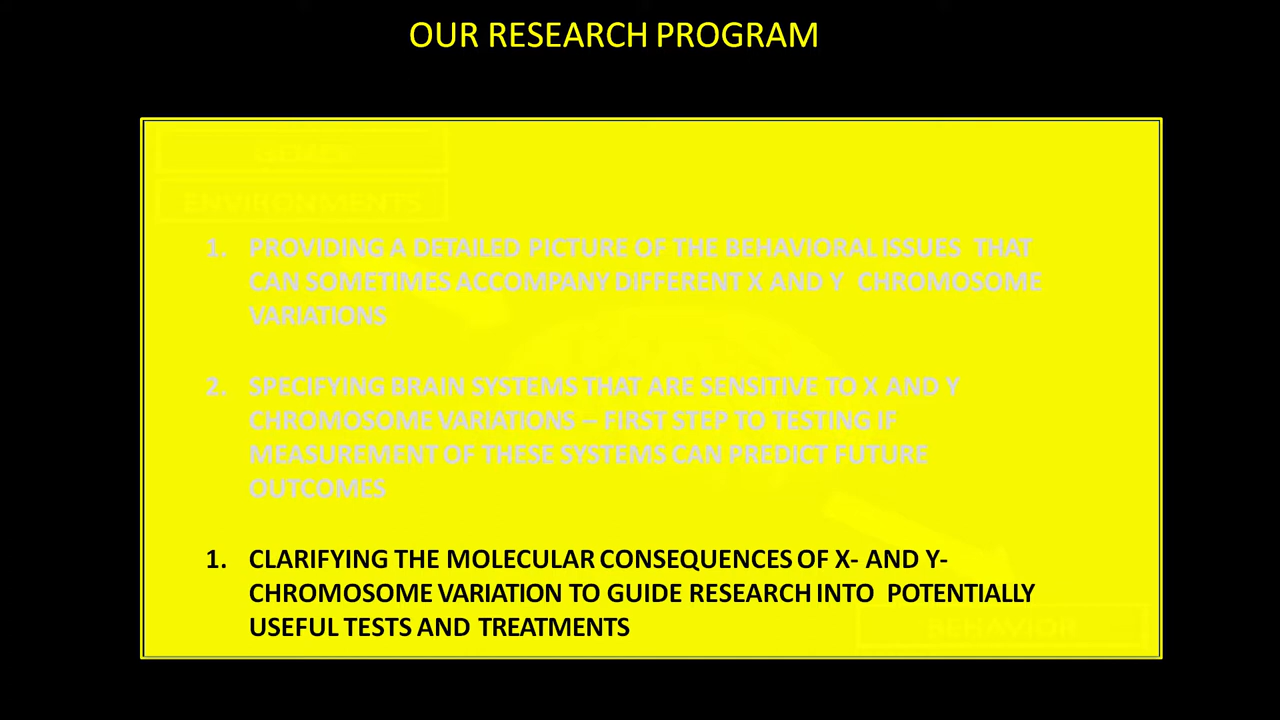 OUR RESEARCH PROGRAM
ENVIRONMENTS
1. PROVIDING A DETAILED PICTURE OF THE BEHAVIORAL ISSUES THAT
CAN SOMETIMES ACCOMPANY DIFFERENT X AND Y CHROMOSOME
VARIATIONS
2. SPECIFYING BRAIN SYSTEMS THAT ARE SENSITIVE TO X AND Y
CHROMOSOME VARIATIONS – FIRST STEP TO TESTING IF
MEASUREMENT OF THESE SYSTEMS CAN PREDICT FUTURE
OUTCOMES
1. CLARIFYING THE MOLECULAR CONSEQUENCES OF X- AND Y-
CHROMOSOME VARIATION TO GUIDE RESEARCH INTO POTENTIALLY
USEFUL TESTS AND TREATMENTS
BEHAVIOR